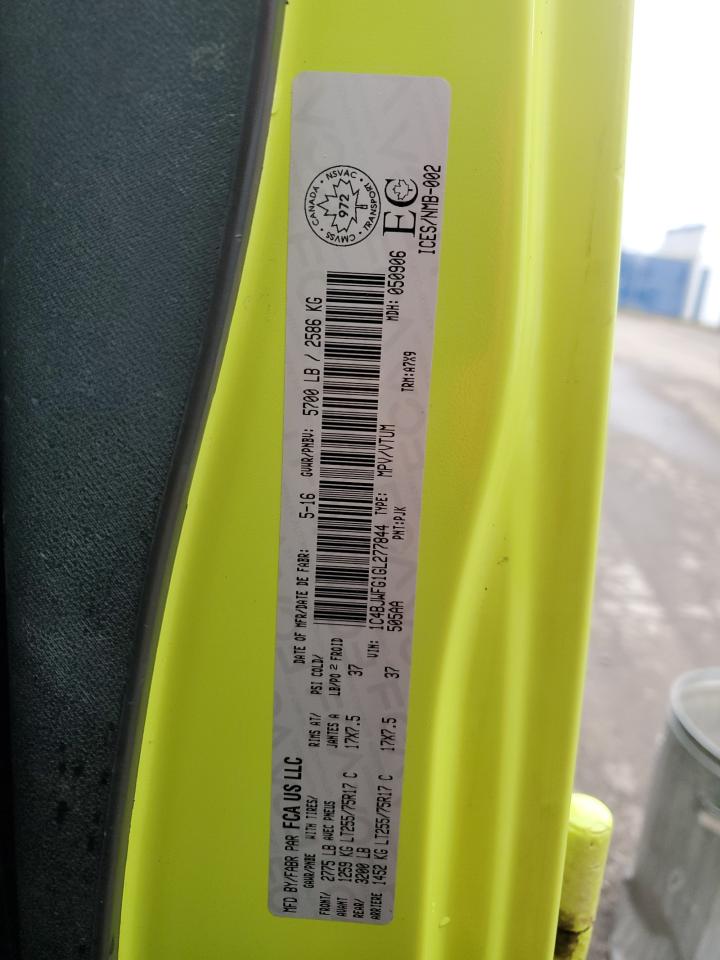 MFD BY/FABR PAR FCA US LLC
DATE OF MFR/DATE DE FABR: 5-16 GVWR/PNBV: 5700 LB / 2586 KG
GAWR/PNBE WITH TIRES/ RIMS AT/ PSI COLD/
FRONT/ 2775 LB AVEC PNEUS JANTES A LB/PO 2 FROID
AVANT 1259 KG LT255/75R17 C 17X7.5 37
REAR/ 3200 LB
ARRIERE 1452 KG LT255/75R17 C 17X7.5 37
VIN: 1C4BJWFG1GL277844 TYPE: MPV/VTUM
505AA PNT:PJK TRM:A7X9
MDH: 050906
CANADA • NSVAC • TRANSPORT • CMVSS •
972
EC
ICES/NMB-002